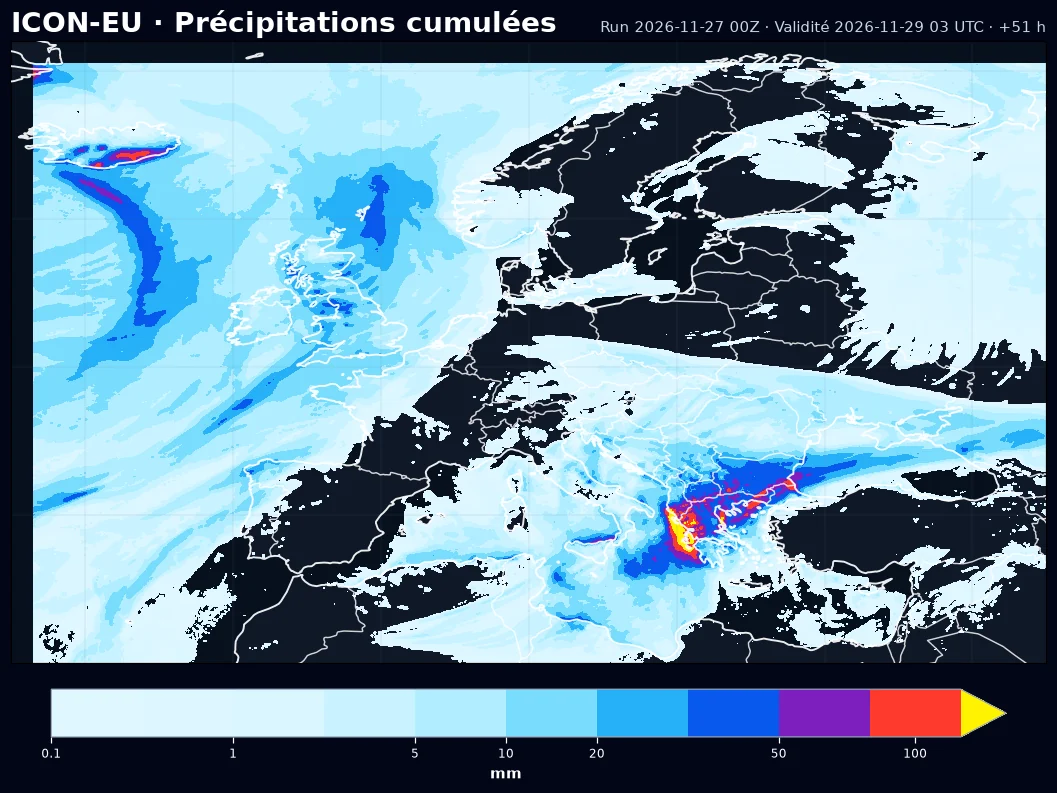 ICON-EU · Précipitations cumulées
Run 2026-11-27 00Z · Validité 2026-11-29 03 UTC · +51 h
0.1 1 5 10 20 50 100
mm